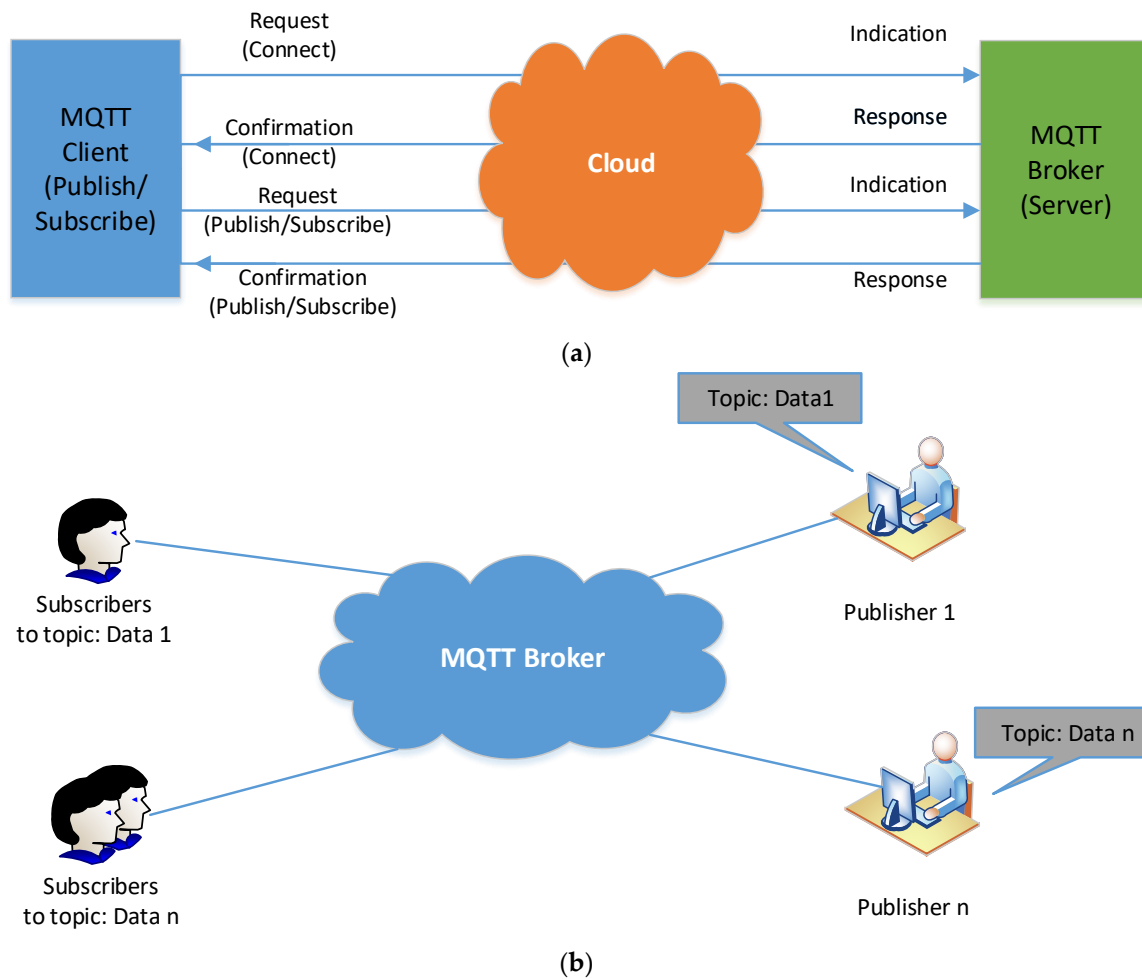 Request
(Connect)
Indication
MQTT
Client
(Publish/
Subscribe)
Confirmation
(Connect)
Cloud
Response
MQTT
Broker
(Server)
Request
(Publish/Subscribe)
Indication
Confirmation
(Publish/Subscribe)
Response
(a)
Topic: Data1
Subscribers
to topic: Data 1
Publisher 1
MQTT Broker
Topic: Data n
Subscribers
to topic: Data n
Publisher n
(b)